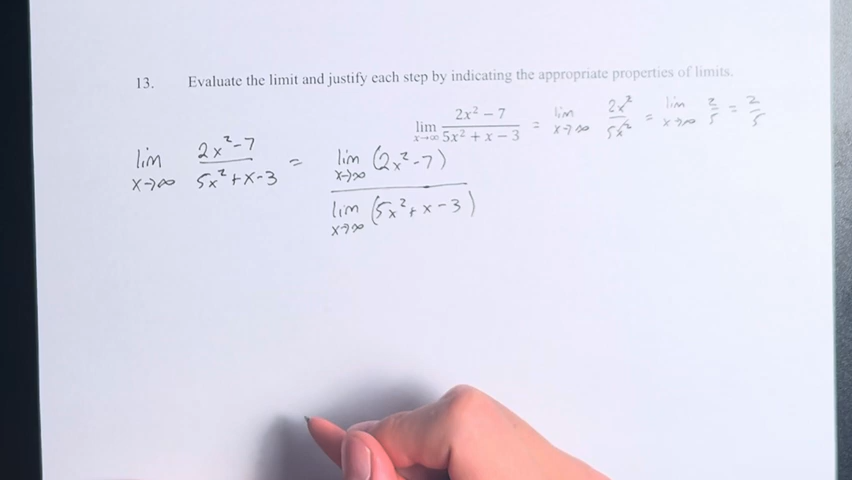 13. Evaluate the limit and justify each step by indicating the appropriate properties of limits.
lim x→∞ (2x² − 7)/(5x² + x − 3) = lim x→∞ 2x²/5x² = lim x→∞ 2/5 = 2/5
lim x→∞ (2x² - 7)/(5x² + x - 3) = lim x→∞ (2x² - 7) / lim x→∞ (5x² + x - 3)